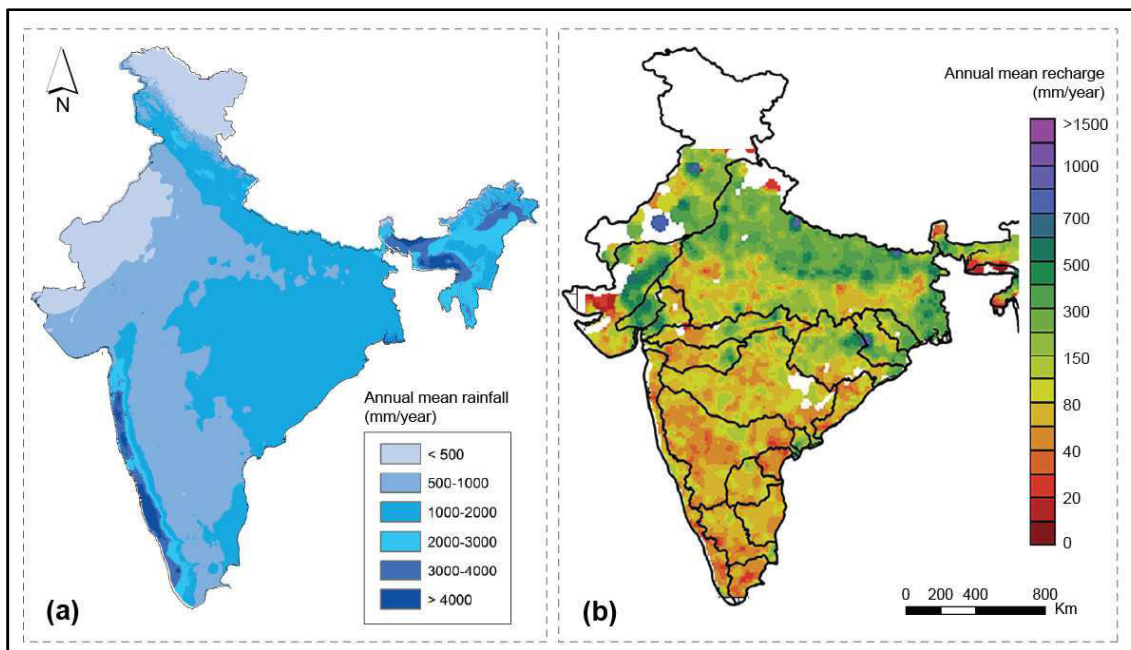 N
Annual mean rainfall
(mm/year)
< 500
500-1000
1000-2000
2000-3000
3000-4000
> 4000
(a)
Annual mean recharge
(mm/year)
>1500
1000
700
500
300
150
80
40
20
0
0 200 400 800
Km
(b)